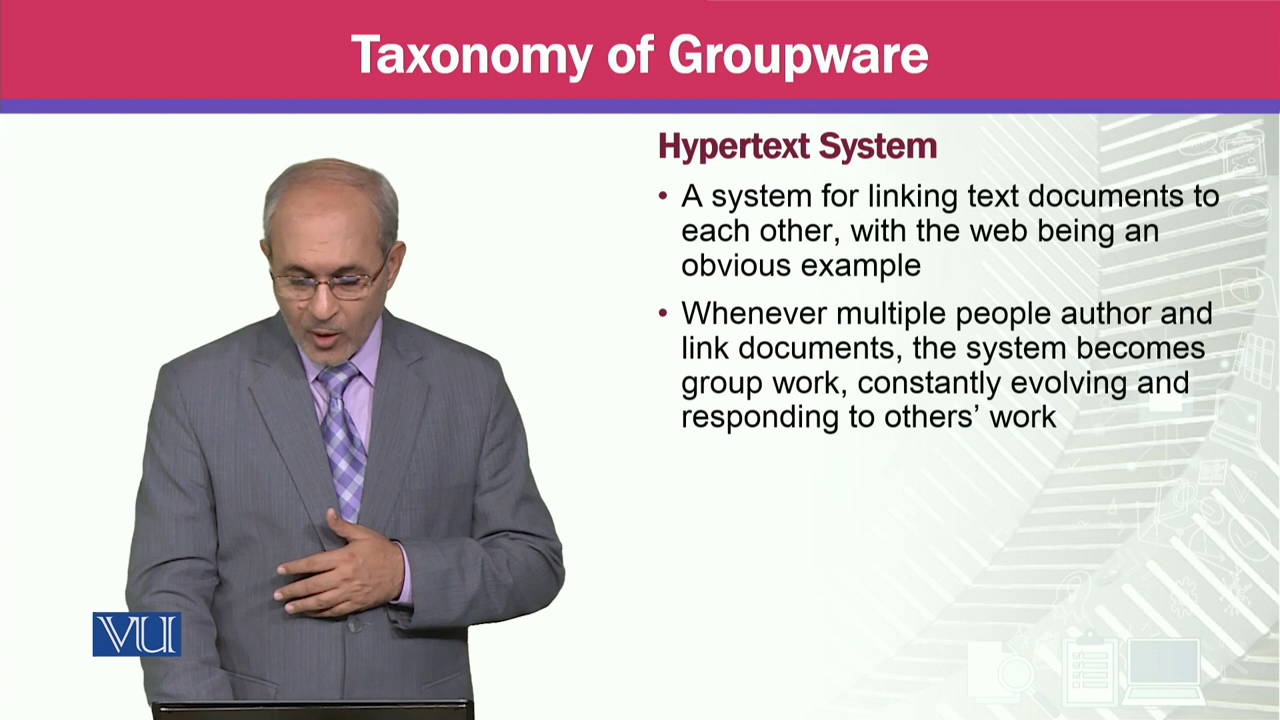 Taxonomy of Groupware
Hypertext System
• A system for linking text documents to
each other, with the web being an
obvious example
• Whenever multiple people author and
link documents, the system becomes
group work, constantly evolving and
responding to others’ work
VU